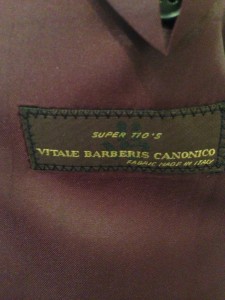 SUPER 110'S
VITALE BARBERIS CANONICO
FABRIC MADE IN ITALY